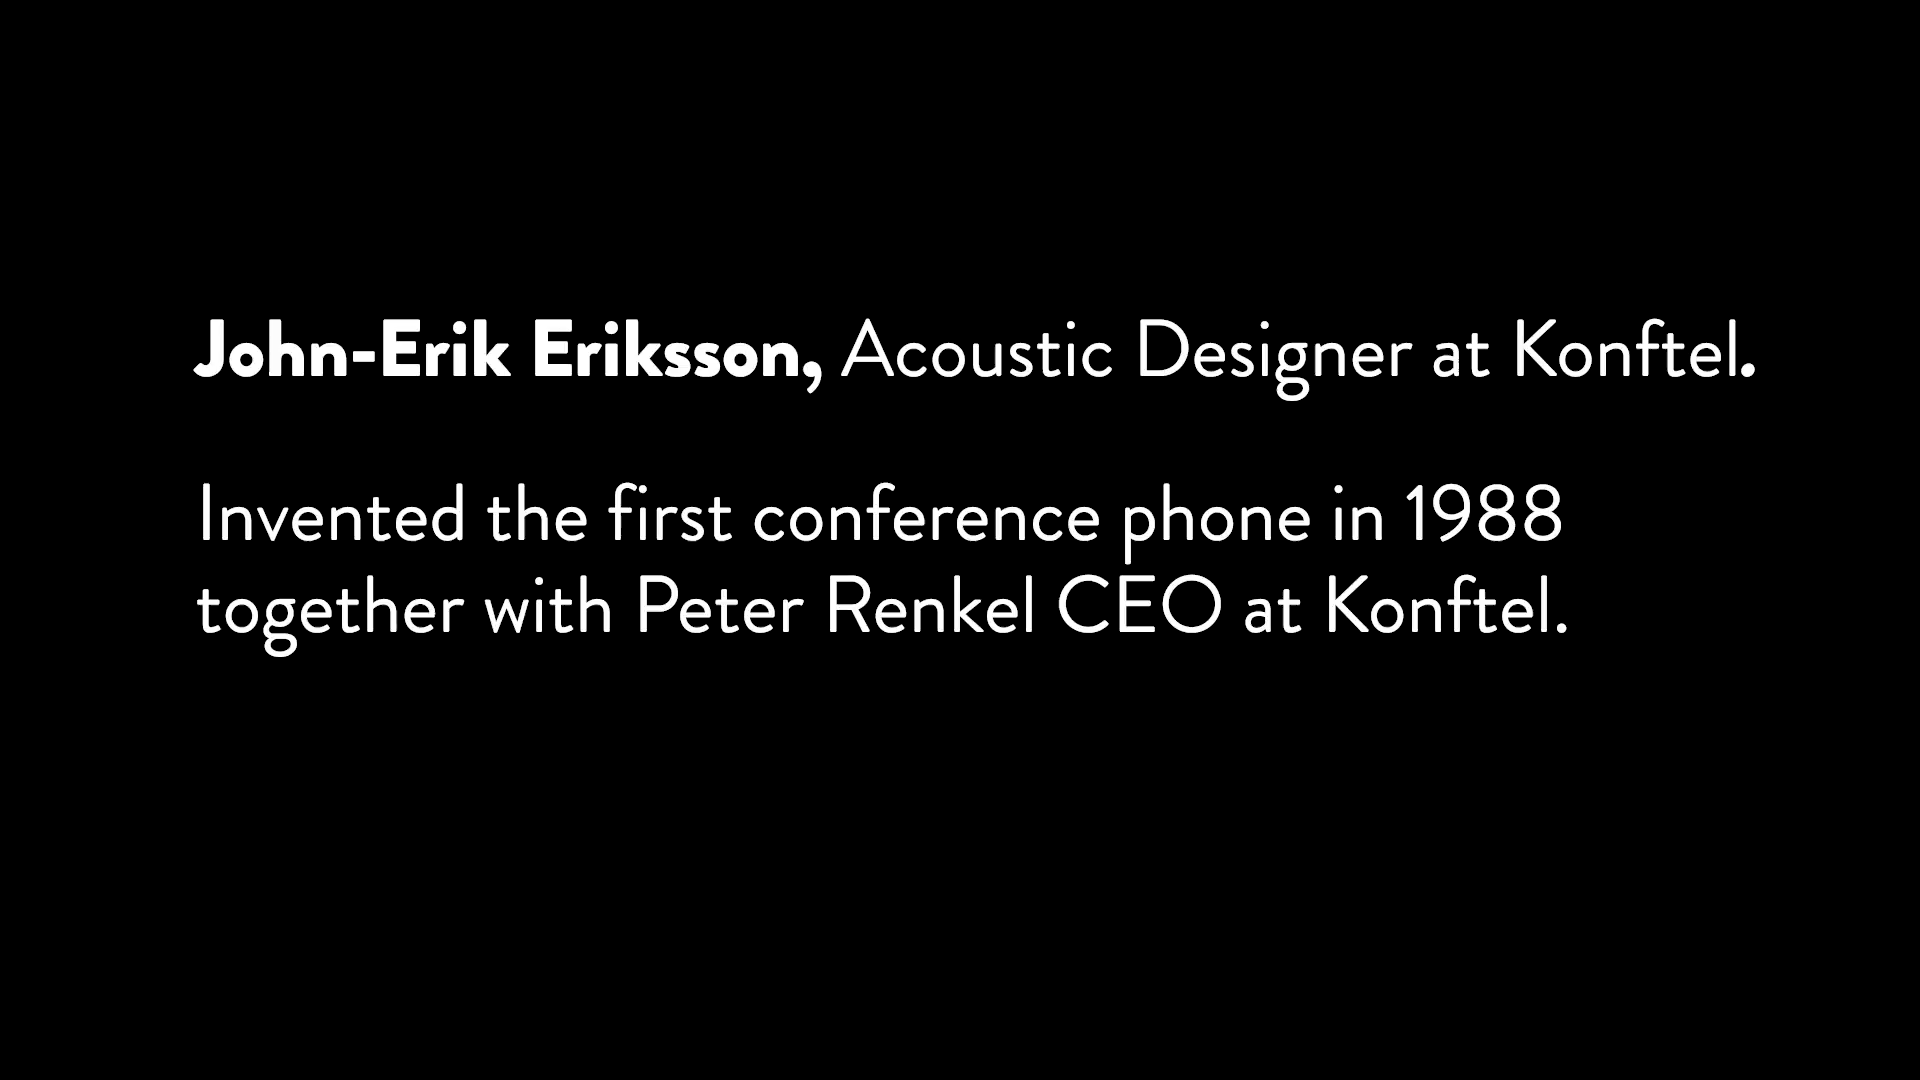 John-Erik Eriksson, Acoustic Designer at Konftel.
Invented the first conference phone in 1988
together with Peter Renkel CEO at Konftel.